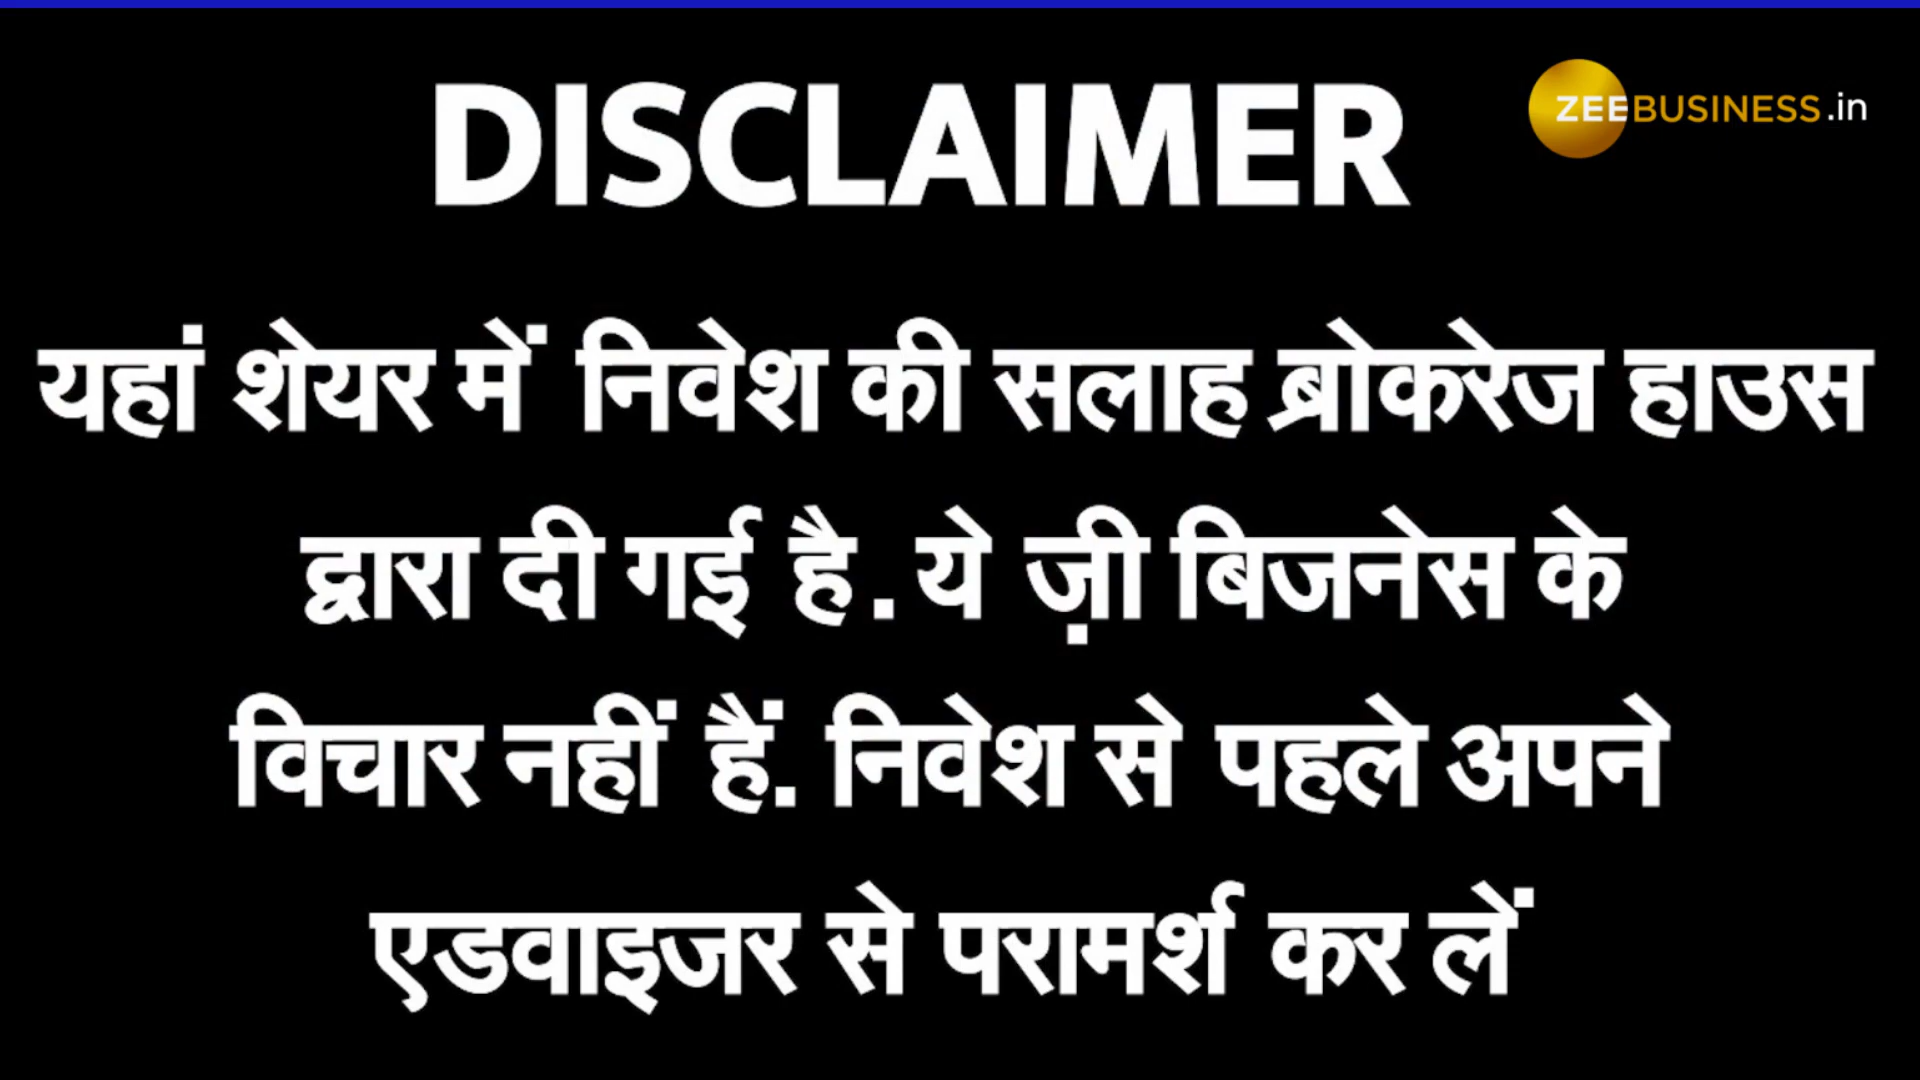 DISCLAIMER
ZEEBUSINESS.in
यहां शेयर में निवेश की सलाह ब्रोकरेज हाउस
द्वारा दी गई है. ये ज़ी बिजनेस के
विचार नहीं हैं. निवेश से पहले अपने
एडवाइजर से परामर्श कर लें